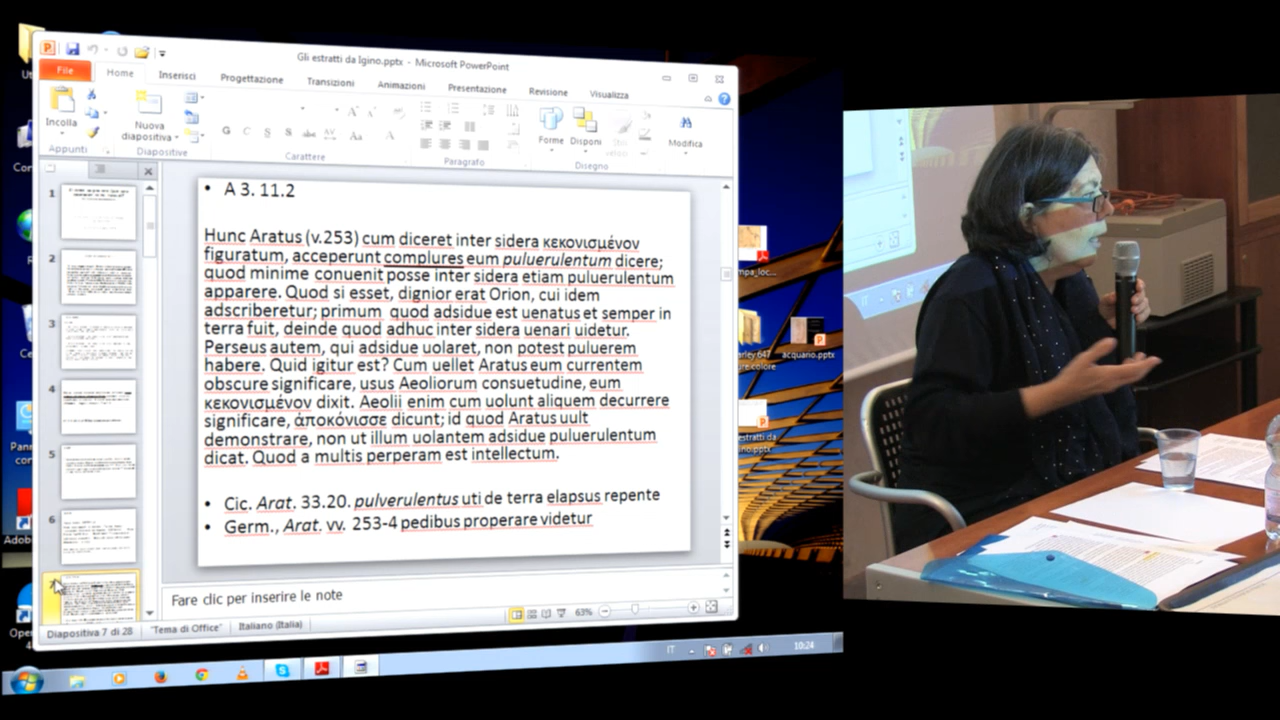 Gli estratti da Igino.pptx - Microsoft PowerPoint
File Home Inserisci Progettazione Transizioni Animazioni Presentazione Revisione Visualizza
Incolla
Nuova
diapositiva
Forme
Disponi
Modifica
Appunti
Diapositive
Carattere
Paragrafo
Disegno
1
2
3
4
5
6
• A 3. 11.2
Hunc Aratus (v.253) cum diceret inter sidera κεκονισμένον
figuratum, acceperunt complures eum pulverulentum dicere;
quod minime conuenit posse inter sidera etiam puluerulentum
apparere. Quod si esset, dignior erat Orion, cui idem
adscriberetur; primum quod adsidue est uenatus et semper in
terra fuit, deinde quod adhuc inter sidera uenari uidetur.
Perseus autem, qui adsidue uolaret, non potest puluerem
habere. Quid igitur est? Cum uellet Aratus eum currentem
obscure significare, usus Aeoliorum consuetudine, eum
κεκονισμένον dixit. Aeolii enim cum uolunt aliquem decurrere
significare, ἀποκόνισσε dicunt; id quod Aratus uult
demonstrare, non ut illum uolantem adsidue puluerulentum
dicat. Quod a multis perperam est intellectum.
• Cic. Arat. 33.20. pulverulentus uti de terra elapsus repente
• Germ., Arat. vv. 253-4 pedibus properare videtur
Fare clic per inserire le note
Diapositiva 7 di 28 "Tema di Office" Italiano (Italia) 63%
IT 10:24
acquario.pptx